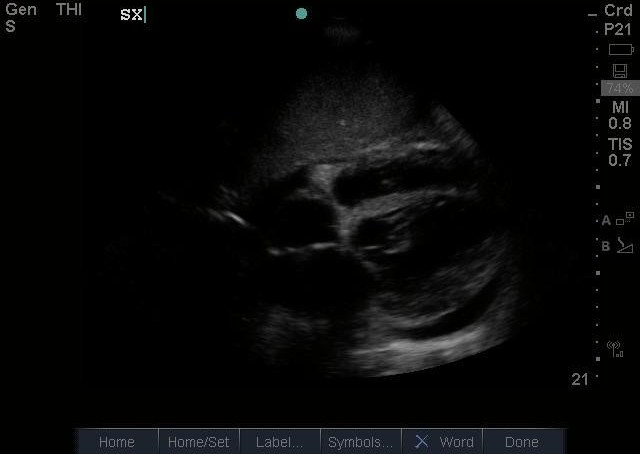 Gen THI
S
SX
Crd
P21
74%
MI
0.8
TIS
0.7
A
B
21
Home Home/Set Label... Symbols... X Word Done